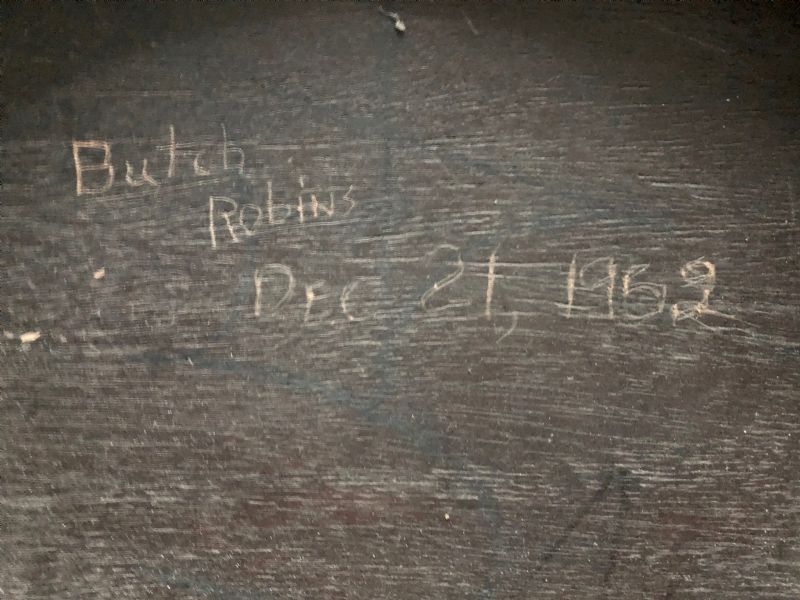 Butch
Robins
DEC 21, 1962